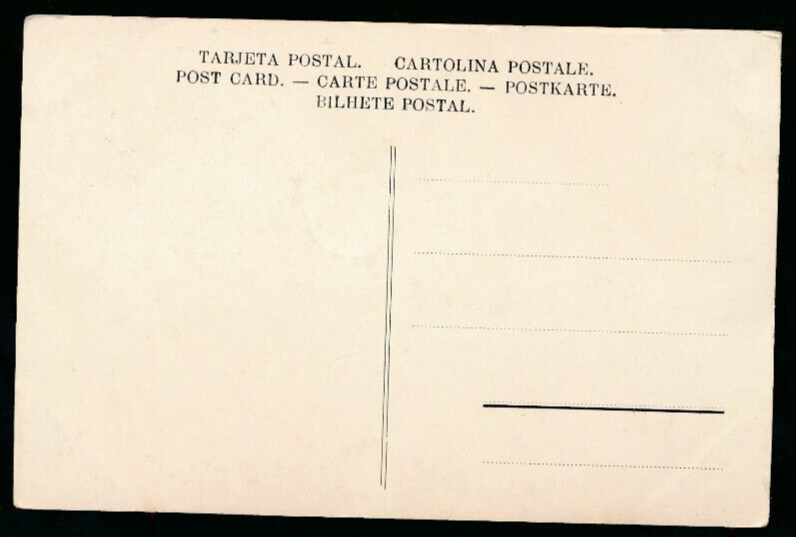 TARJETA POSTAL. CARTOLINA POSTALE.
POST CARD. — CARTE POSTALE. — POSTKARTE.
BILHETE POSTAL.